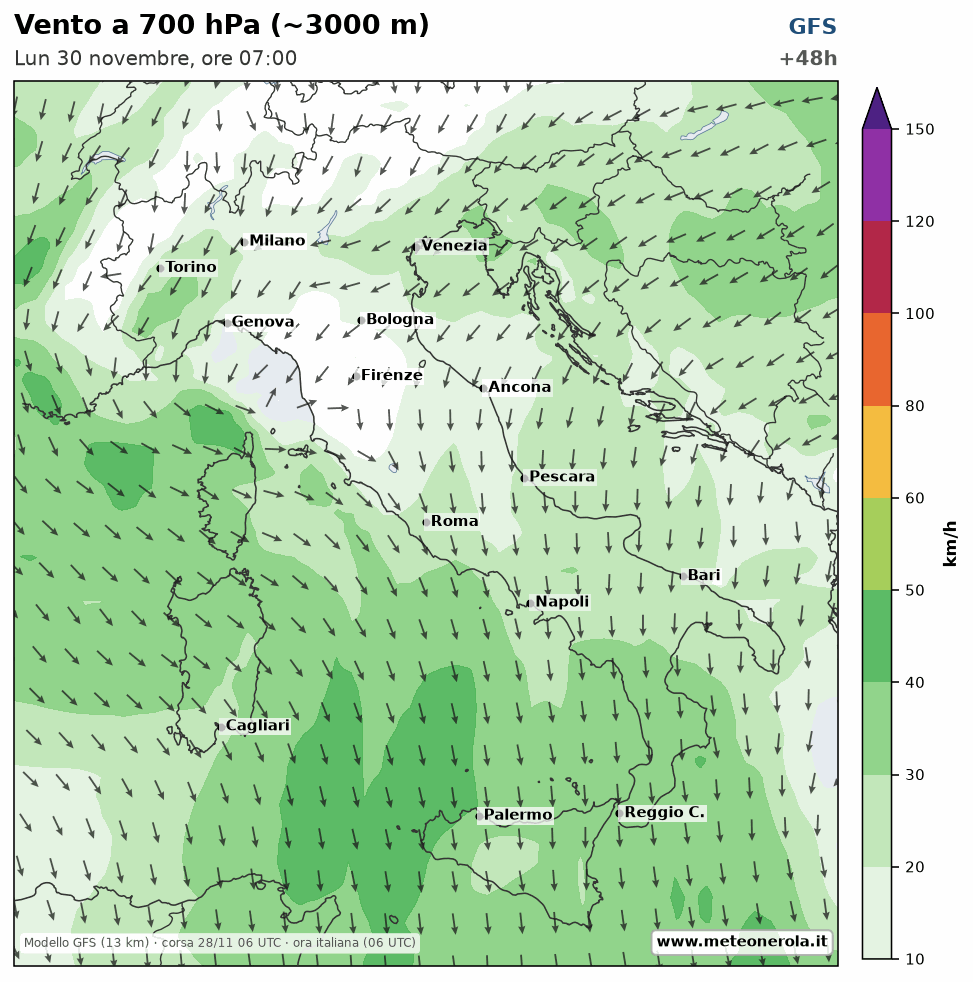 Vento a 700 hPa (~3000 m)
GFS
Lun 30 novembre, ore 07:00
+48h
Milano
Venezia
Torino
Genova
Bologna
Firenze
Ancona
Pescara
Roma
Bari
Napoli
Cagliari
Palermo
Reggio C.
150
120
100
80
60
50
40
30
20
10
km/h
Modello GFS (13 km) · corsa 28/11 06 UTC · ora italiana (06 UTC)
www.meteonerola.it